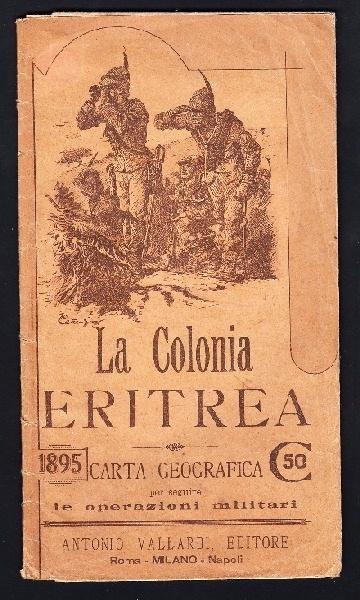 La Colonia
ERITREA
1895 CARTA GEOGRAFICA C 50
per seguire
le operazioni militari
ANTONIO VALLARDI, EDITORE
Roma - MILANO - Napoli